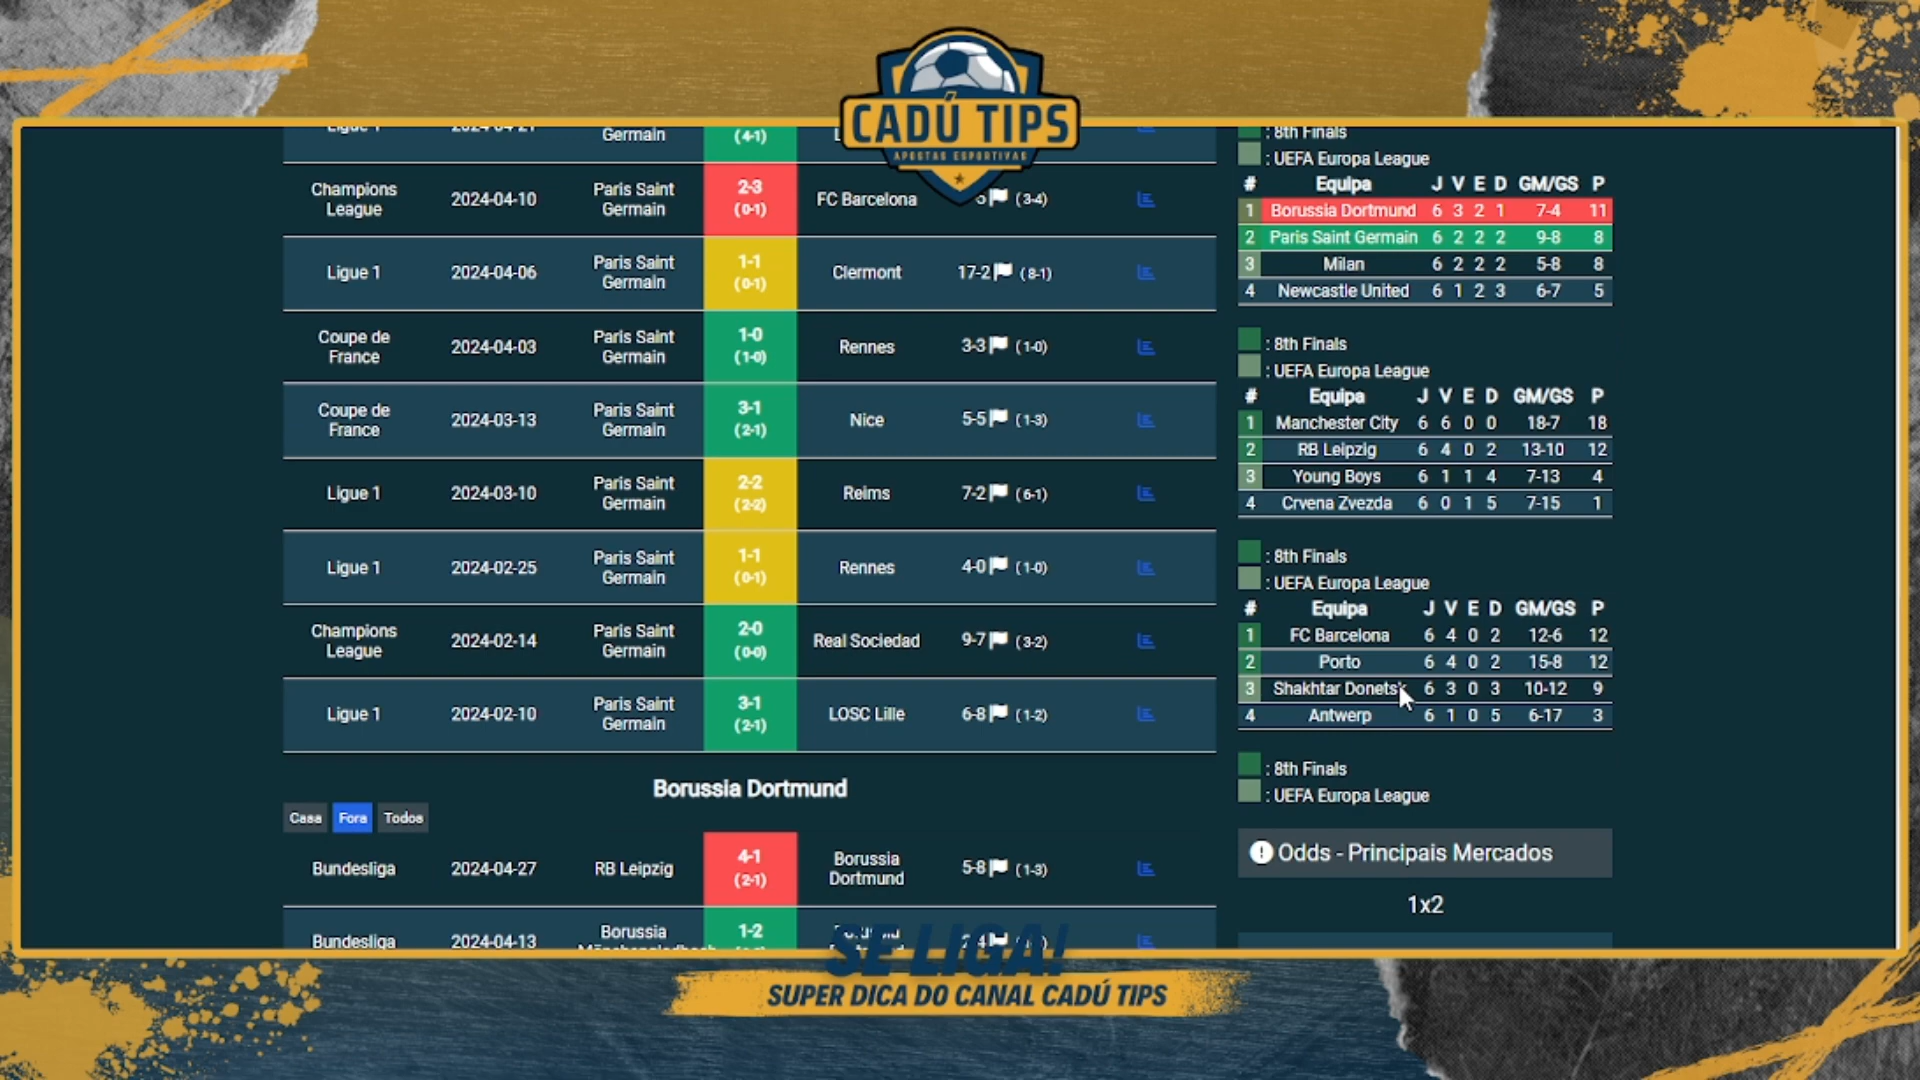 CADÚ TIPS
APOSTAS ESPORTIVAS
Ligue 1 2024-04-21 Germain (4-1)
Champions League 2024-04-10 Paris Saint Germain 2-3 (0-1) FC Barcelona (3-4)
Ligue 1 2024-04-06 Paris Saint Germain 1-1 (0-1) Clermont 17-2 (8-1)
Coupe de France 2024-04-03 Paris Saint Germain 1-0 (1-0) Rennes 3-3 (1-0)
Coupe de France 2024-03-13 Paris Saint Germain 3-1 (2-1) Nice 5-5 (1-3)
Ligue 1 2024-03-10 Paris Saint Germain 2-2 (2-2) Reims 7-2 (6-1)
Ligue 1 2024-02-25 Paris Saint Germain 1-1 (0-1) Rennes 4-0 (1-0)
Champions League 2024-02-14 Paris Saint Germain 2-0 (0-0) Real Sociedad 9-7 (3-2)
Ligue 1 2024-02-10 Paris Saint Germain 3-1 (2-1) LOSC Lille 6-8 (1-2)
Borussia Dortmund
Casa Fora Todos
Bundesliga 2024-04-27 RB Leipzig 4-1 (2-1) Borussia Dortmund 5-8 (1-3)
Bundesliga 2024-04-13 Borussia 1-2
: 8th Finals
: UEFA Europa League
# Equipa J V E D GM/GS P
1 Borussia Dortmund 6 3 2 1 7-4 11
2 Paris Saint Germain 6 2 2 2 9-8 8
3 Milan 6 2 2 2 5-8 8
4 Newcastle United 6 1 2 3 6-7 5
: 8th Finals
: UEFA Europa League
# Equipa J V E D GM/GS P
1 Manchester City 6 6 0 0 18-7 18
2 RB Leipzig 6 4 0 2 13-10 12
3 Young Boys 6 1 1 4 7-13 4
4 Crvena Zvezda 6 0 1 5 7-15 1
: 8th Finals
: UEFA Europa League
# Equipa J V E D GM/GS P
1 FC Barcelona 6 4 0 2 12-6 12
2 Porto 6 4 0 2 15-8 12
3 Shakhtar Donetsk 6 3 0 3 10-12 9
4 Antwerp 6 1 0 5 6-17 3
: 8th Finals
: UEFA Europa League
Odds - Principais Mercados
1x2
SE LIGA!
SUPER DICA DO CANAL CADÚ TIPS